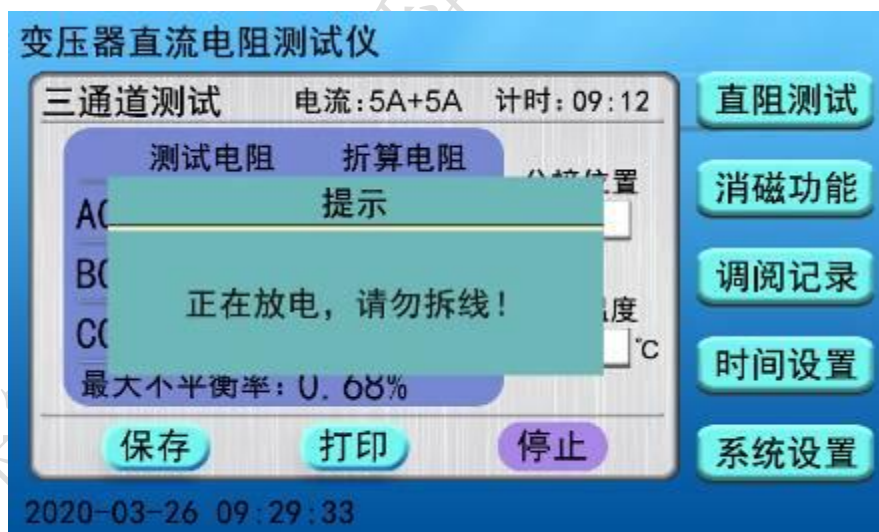 变压器直流电阻测试仪
三通道测试 电流:5A+5A 计时:09:12
测试电阻 折算电阻
提示
正在放电，请勿拆线！
℃
最大不平衡率:0.68%
保存 打印 停止
直阻测试
消磁功能
调阅记录
时间设置
系统设置
2020-03-26 09:29:33